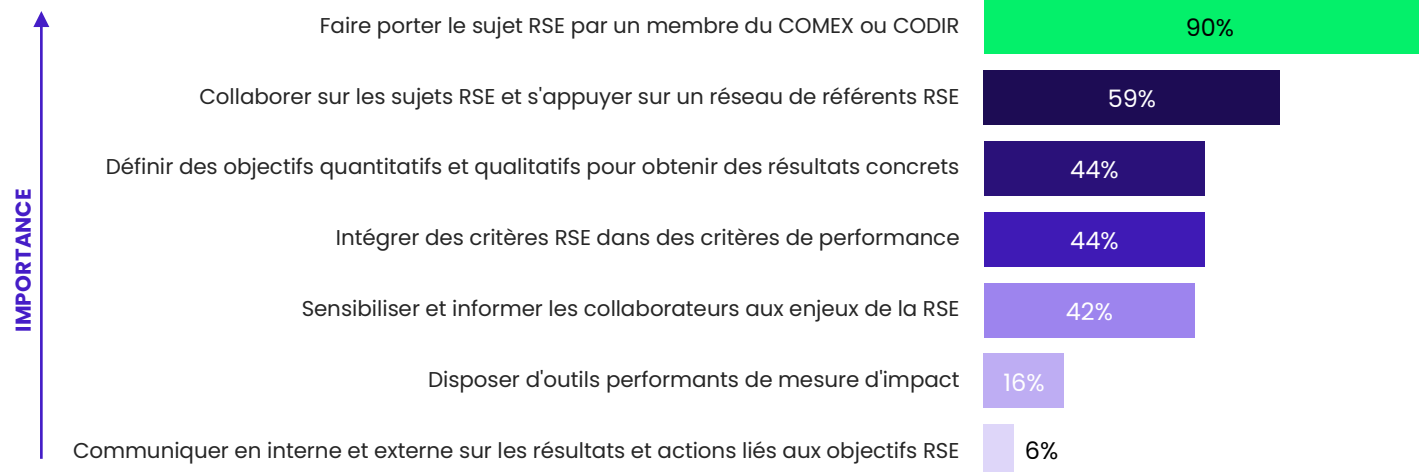 Faire porter le sujet RSE par un membre du COMEX ou CODIR 90%
Collaborer sur les sujets RSE et s'appuyer sur un réseau de référents RSE 59%
Définir des objectifs quantitatifs et qualitatifs pour obtenir des résultats concrets 44%
Intégrer des critères RSE dans des critères de performance 44%
Sensibiliser et informer les collaborateurs aux enjeux de la RSE 42%
Disposer d'outils performants de mesure d'impact 16%
Communiquer en interne et externe sur les résultats et actions liés aux objectifs RSE 6%
IMPORTANCE